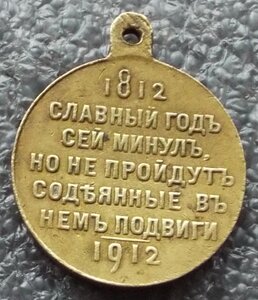 1812
СЛАВНЫЙ ГОДЪ
СЕЙ МИНУЛЪ,
НО НЕ ПРОЙДУТЪ
СОДѢЯННЫЕ ВЪ
НЕМЪ ПОДВИГИ
1912